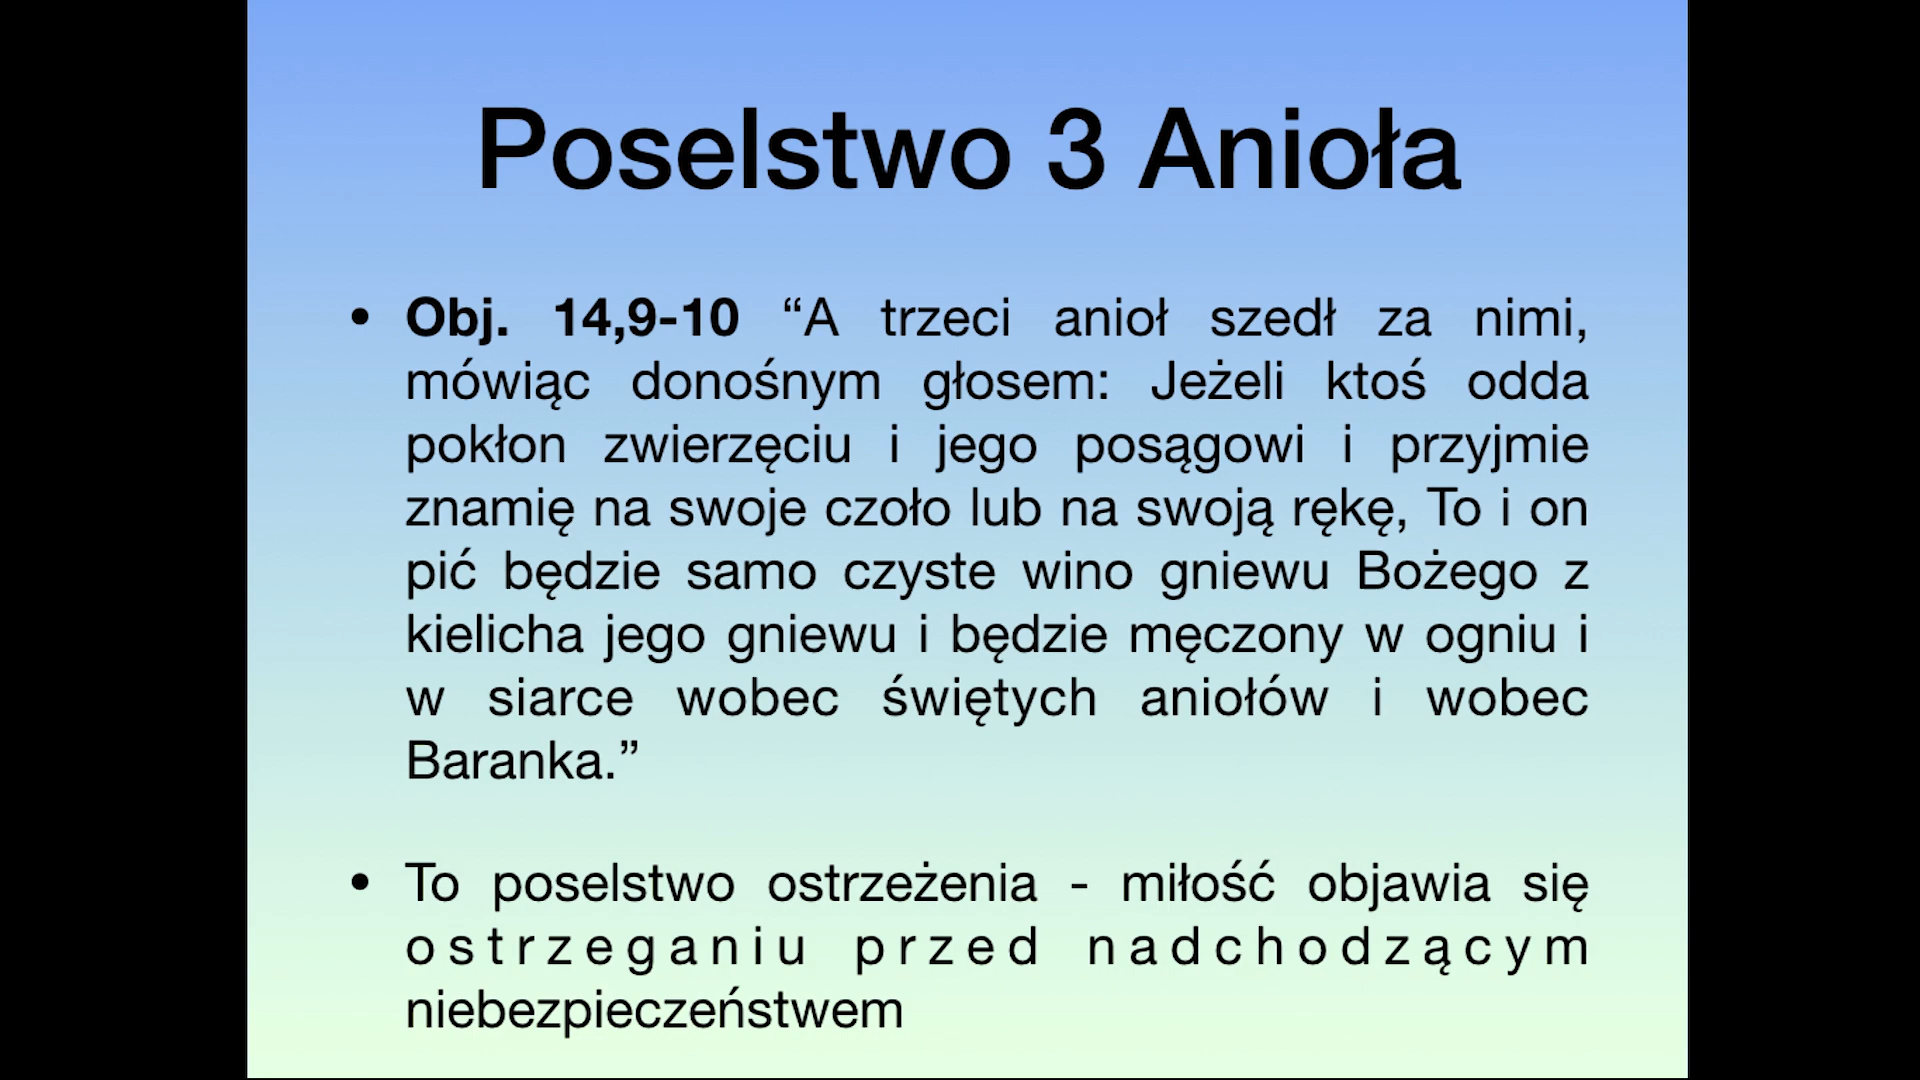 Poselstwo 3 Anioła
• Obj. 14,9-10 “A trzeci anioł szedł za nimi,
mówiąc donośnym głosem: Jeżeli ktoś odda
pokłon zwierzęciu i jego posągowi i przyjmie
znamię na swoje czoło lub na swoją rękę, To i on
pić będzie samo czyste wino gniewu Bożego z
kielicha jego gniewu i będzie męczony w ogniu i
w siarce wobec świętych aniołów i wobec
Baranka.”
• To poselstwo ostrzeżenia - miłość objawia się
ostrzeganiu przed nadchodzącym
niebezpieczeństwem